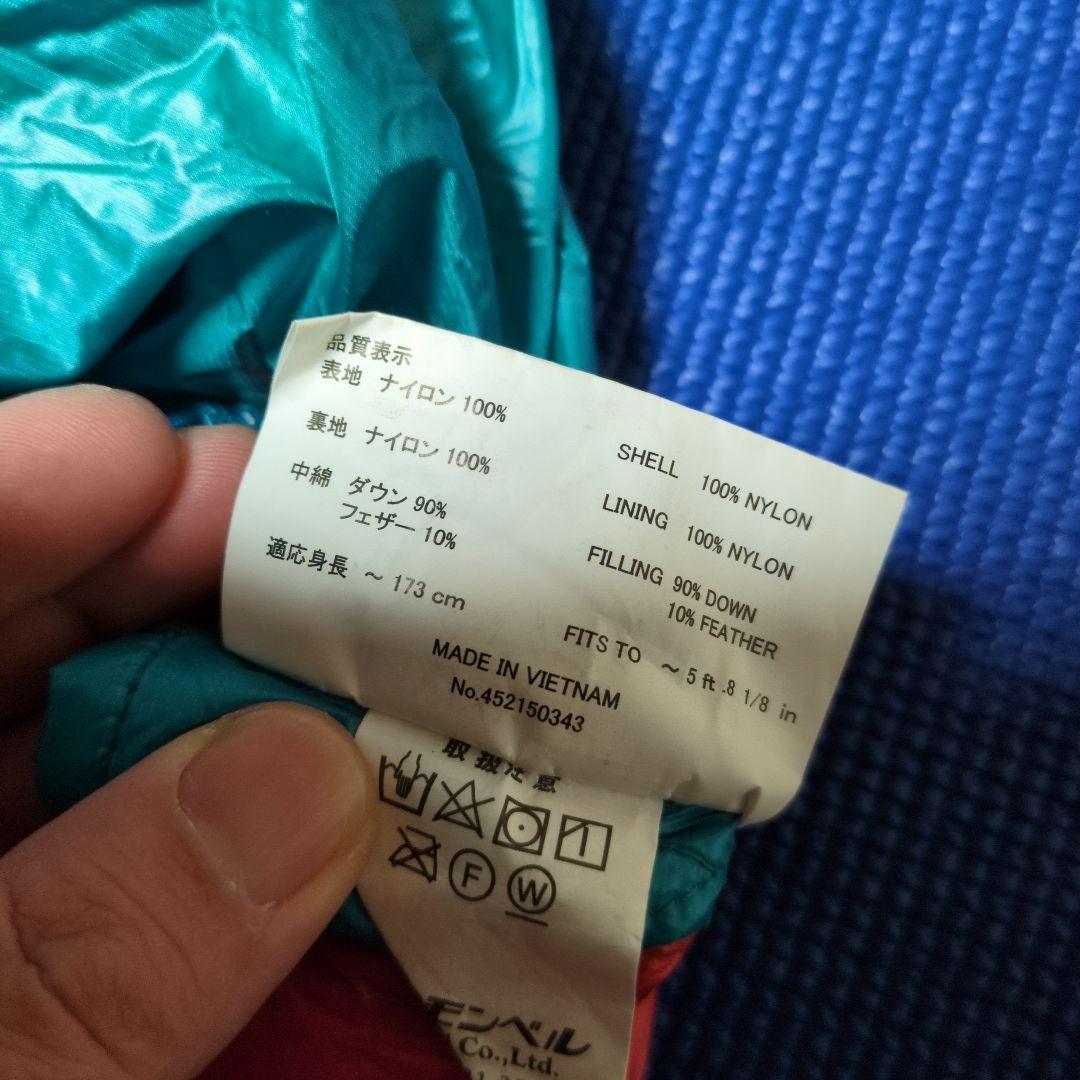 品質表示
表地 ナイロン 100%
裏地 ナイロン 100%
中綿 ダウン 90%
フェザー 10%
適応身長 ~ 173 cm
SHELL 100% NYLON
LINING 100% NYLON
FILLING 90% DOWN
10% FEATHER
FITS TO ~ 5 ft .8 1/8 in
MADE IN VIETNAM
No.452150343
取扱注意
F
W
モンベル
Co.,Ltd.